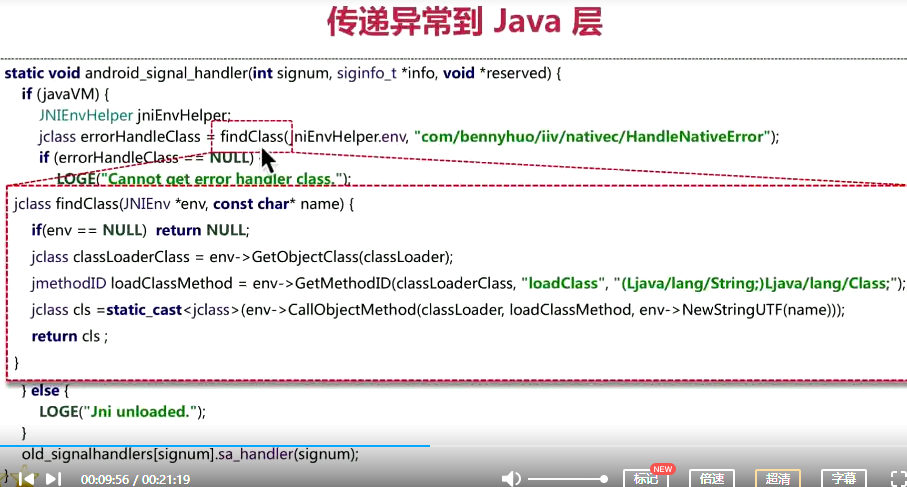 传递异常到 Java 层
static void android_signal_handler(int signum, siginfo_t *info, void *reserved) {
if (javaVM) {
JNIEnvHelper jniEnvHelper;
jclass errorHandleClass = findClass(jniEnvHelper.env, "com/bennyhuo/iiv/nativec/HandleNativeError");
if (errorHandleClass == NULL)
LOGE("Cannot get error handler class.");
jclass findClass(JNIEnv *env, const char* name) {
if(env == NULL) return NULL;
jclass classLoaderClass = env->GetObjectClass(classLoader);
jmethodID loadClassMethod = env->GetMethodID(classLoaderClass, "loadClass", "(Ljava/lang/String;)Ljava/lang/Class;");
jclass cls =static_cast<jclass>(env->CallObjectMethod(classLoader, loadClassMethod, env->NewStringUTF(name)));
return cls ;
}
} else {
LOGE("Jni unloaded.");
}
old_signalhandlers[signum].sa_handler(signum);
}
00:09:56 / 00:21:19 标记 NEW 倍速 超清 字幕